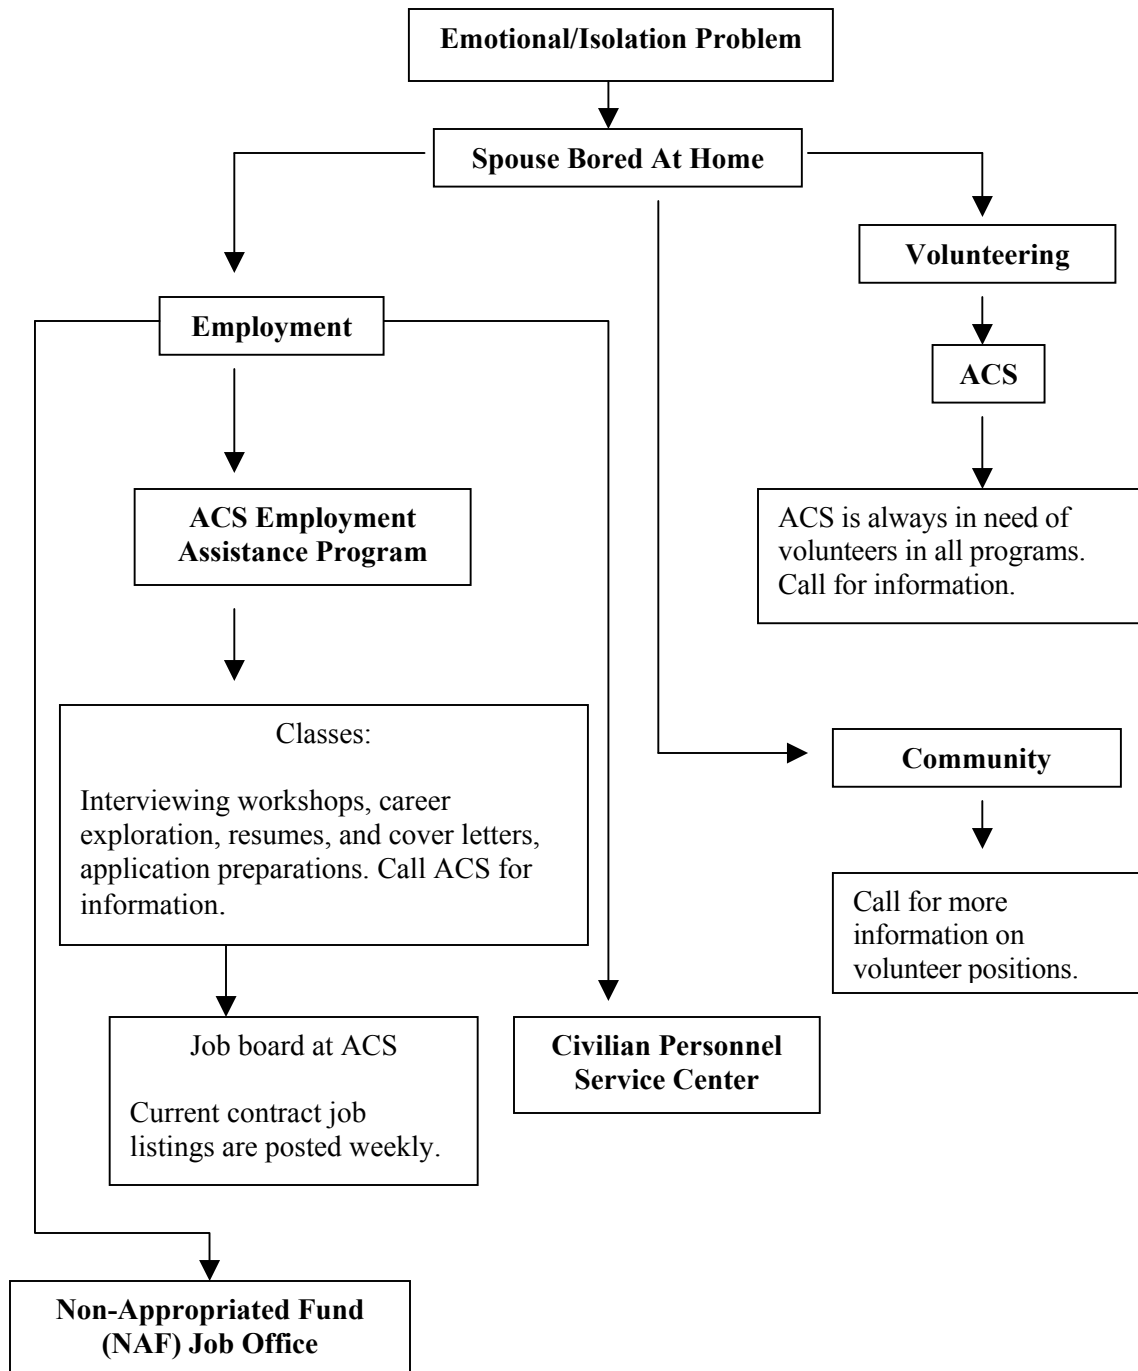 Emotional/Isolation Problem
Spouse Bored At Home
Volunteering
Employment
ACS
ACS Employment
Assistance Program
ACS is always in need of
volunteers in all programs.
Call for information.
Classes:
Interviewing workshops, career
exploration, resumes, and cover letters,
application preparations. Call ACS for
information.
Community
Call for more
information on
volunteer positions.
Job board at ACS
Current contract job
listings are posted weekly.
Civilian Personnel
Service Center
Non-Appropriated Fund
(NAF) Job Office